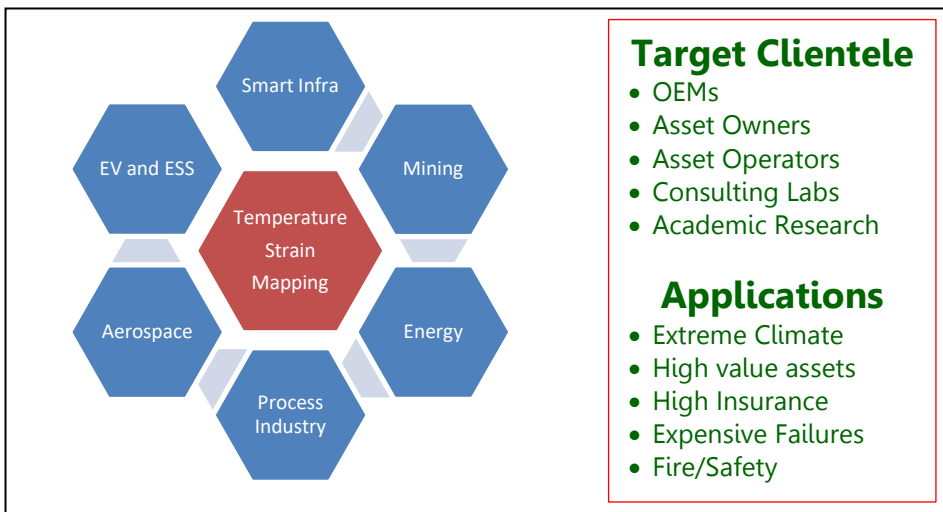 Smart Infra
EV and ESS
Mining
Temperature
Strain
Mapping
Aerospace
Energy
Process
Industry
Target Clientele
• OEMs
• Asset Owners
• Asset Operators
• Consulting Labs
• Academic Research
Applications
• Extreme Climate
• High value assets
• High Insurance
• Expensive Failures
• Fire/Safety